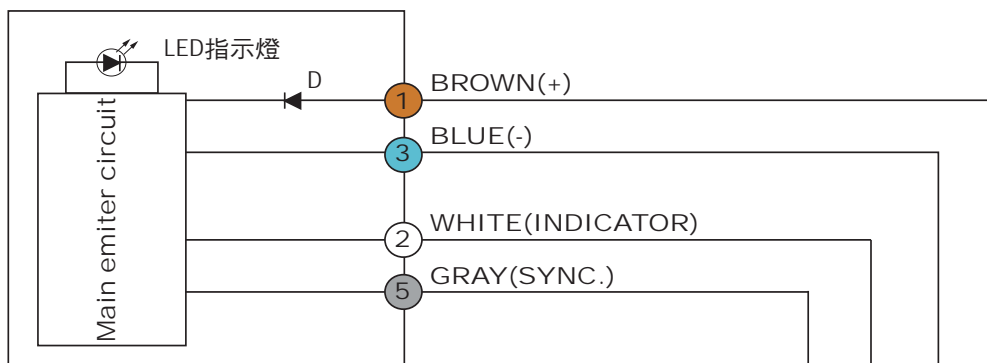 LED指示燈
D
BROWN(+)
1
BLUE(-)
3
Main emiter circuit
WHITE(INDICATOR)
2
GRAY(SYNC.)
5